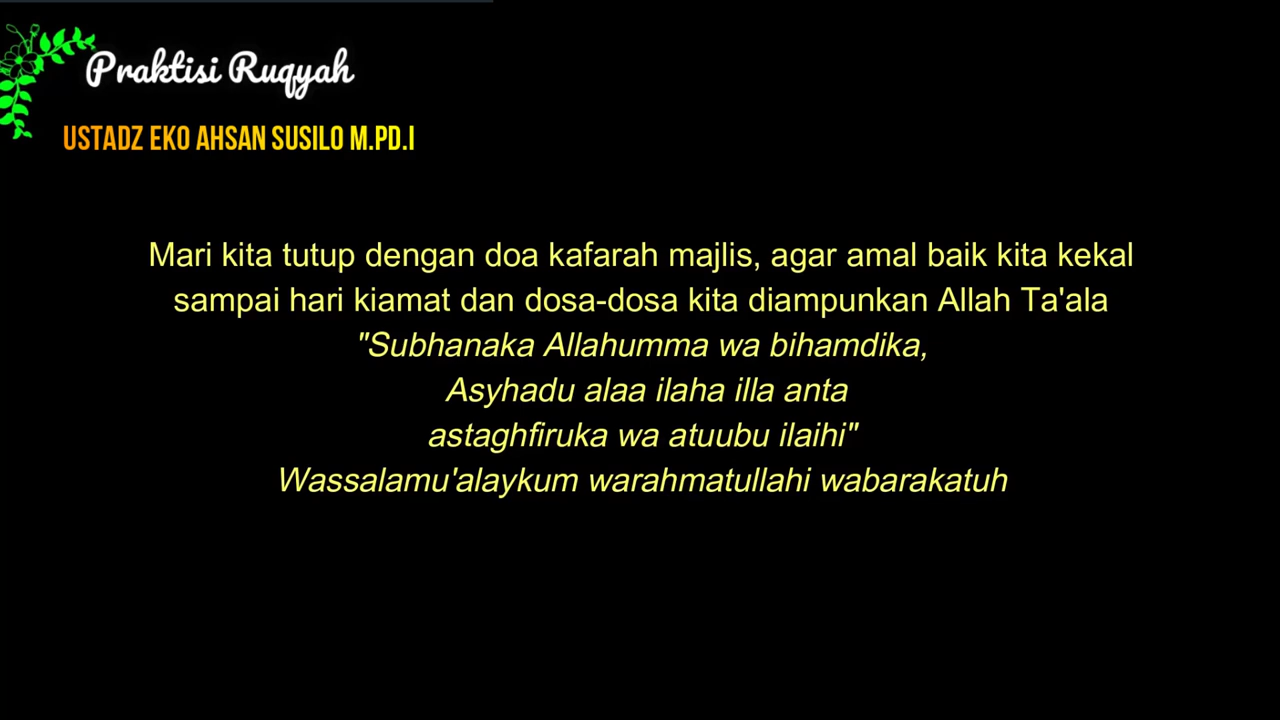 Praktisi Ruqyah
USTADZ EKO AHSAN SUSILO M.PD.I
Mari kita tutup dengan doa kafarah majlis, agar amal baik kita kekal
sampai hari kiamat dan dosa-dosa kita diampunkan Allah Ta'ala
"Subhanaka Allahumma wa bihamdika,
Asyhadu alaa ilaha illa anta
astaghfiruka wa atuubu ilaihi"
Wassalamu'alaykum warahmatullahi wabarakatuh